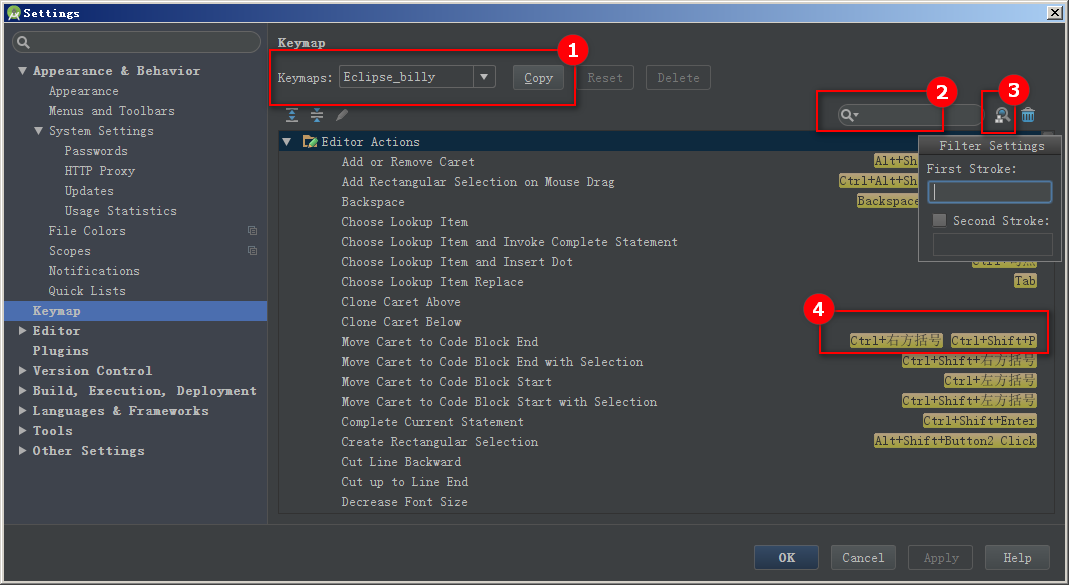 Settings
Keymap
Appearance & Behavior
Appearance
Menus and Toolbars
System Settings
Passwords
HTTP Proxy
Updates
Usage Statistics
File Colors
Scopes
Notifications
Quick Lists
Keymap
Editor
Plugins
Version Control
Build, Execution, Deployment
Languages & Frameworks
Tools
Other Settings
1
Keymaps: Eclipse_billy Copy Reset Delete
2
3
Filter Settings
First Stroke:
Second Stroke:
Editor Actions
Add or Remove Caret Alt+Sh
Add Rectangular Selection on Mouse Drag Ctrl+Alt+Sh
Backspace Backspace
Choose Lookup Item
Choose Lookup Item and Invoke Complete Statement
Choose Lookup Item and Insert Dot
Choose Lookup Item Replace Tab
Clone Caret Above
Clone Caret Below
4
Move Caret to Code Block End Ctrl+右方括号 Ctrl+Shift+P
Move Caret to Code Block End with Selection Ctrl+Shift+右方括号
Move Caret to Code Block Start Ctrl+左方括号
Move Caret to Code Block Start with Selection Ctrl+Shift+左方括号
Complete Current Statement Ctrl+Shift+Enter
Create Rectangular Selection Alt+Shift+Button2 Click
Cut Line Backward
Cut up to Line End
Decrease Font Size
OK Cancel Apply Help